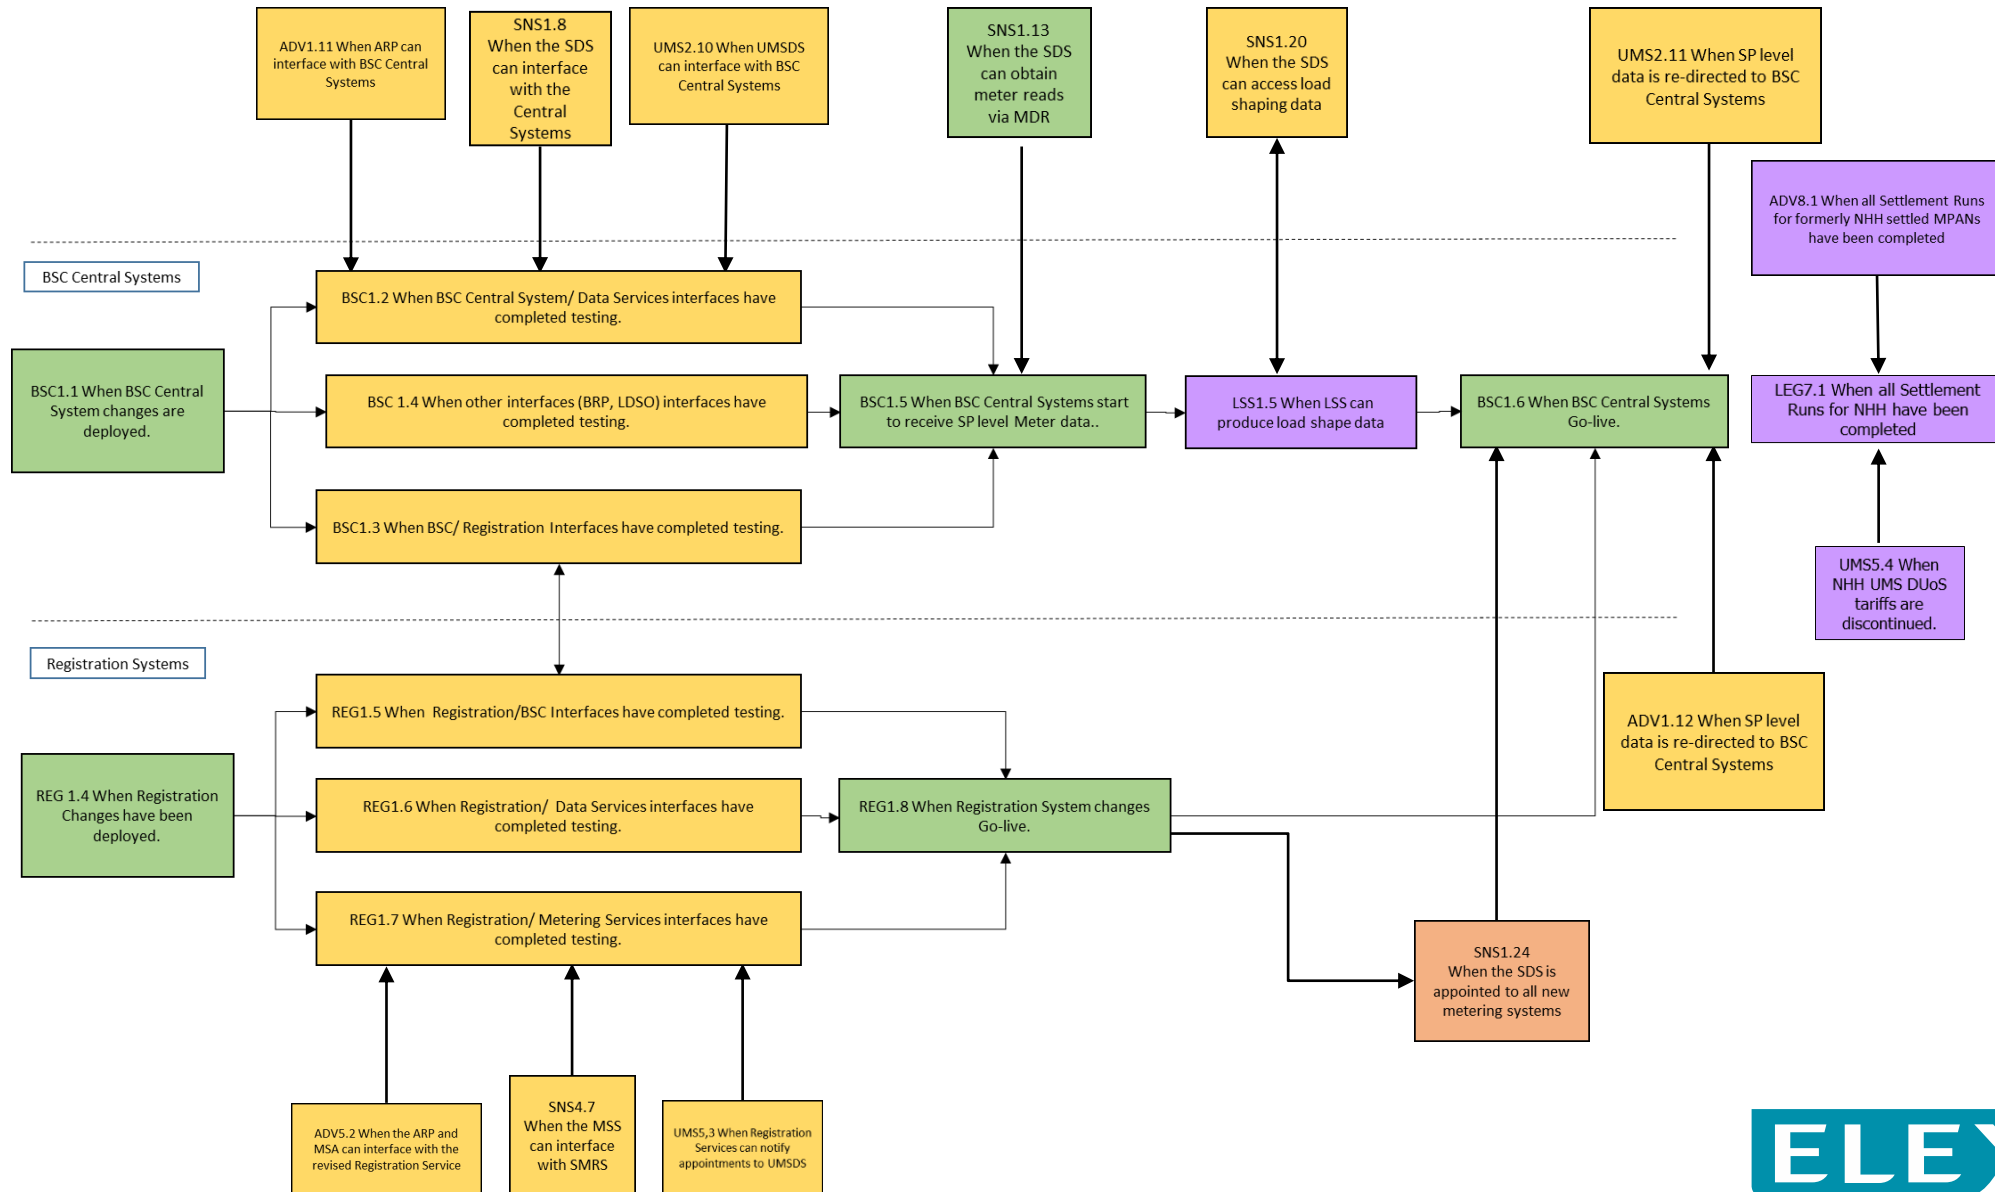 ADV1.11 When ARP can
interface with BSC Central
Systems
SNS1.8
When the SDS
can interface
with the
Central
Systems
UMS2.10 When UMSDS
can interface with BSC
Central Systems
SNS1.13
When the SDS
can obtain
meter reads
via MDR
SNS1.20
When the SDS
can access load
shaping data
UMS2.11 When SP level
data is re-directed to BSC
Central Systems
ADV8.1 When all Settlement Runs
for formerly NHH settled MPANs
have been completed
BSC Central Systems
BSC1.2 When BSC Central System/ Data Services interfaces have
completed testing.
BSC1.1 When BSC Central
System changes are
deployed.
BSC 1.4 When other interfaces (BRP, LDSO) interfaces have
completed testing.
BSC1.5 When BSC Central Systems start
to receive SP level Meter data..
LSS1.5 When LSS can
produce load shape data
BSC1.6 When BSC Central Systems
Go-live.
LEG7.1 When all Settlement
Runs for NHH have been
completed
BSC1.3 When BSC/ Registration Interfaces have completed testing.
UMS5.4 When
NHH UMS DUoS
tariffs are
discontinued.
Registration Systems
REG1.5 When Registration/BSC Interfaces have completed testing.
ADV1.12 When SP level
data is re-directed to BSC
Central Systems
REG 1.4 When Registration
Changes have been
deployed.
REG1.6 When Registration/ Data Services interfaces have
completed testing.
REG1.8 When Registration System changes
Go-live.
REG1.7 When Registration/ Metering Services interfaces have
completed testing.
SNS1.24
When the SDS is
appointed to all new
metering systems
ADV5.2 When the ARP and
MSA can interface with the
revised Registration Service
SNS4.7
When the MSS
can interface
with SMRS
UMS5,3 When Registration
Services can notify
appointments to UMSDS
ELE